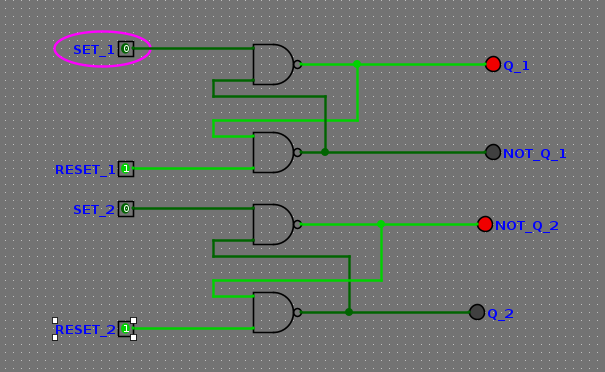 SET_1 0
Q_1
NOT_Q_1
RESET_1 1
SET_2 0
NOT_Q_2
Q_2
RESET_2 1